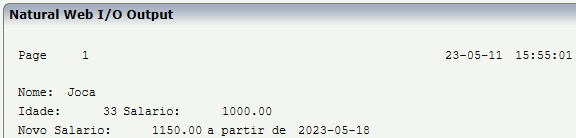 Natural Web I/O Output
Page 1 23-05-11 15:55:01
Nome: Joca
Idade: 33 Salario: 1000.00
Novo Salario: 1150.00 a partir de 2023-05-18